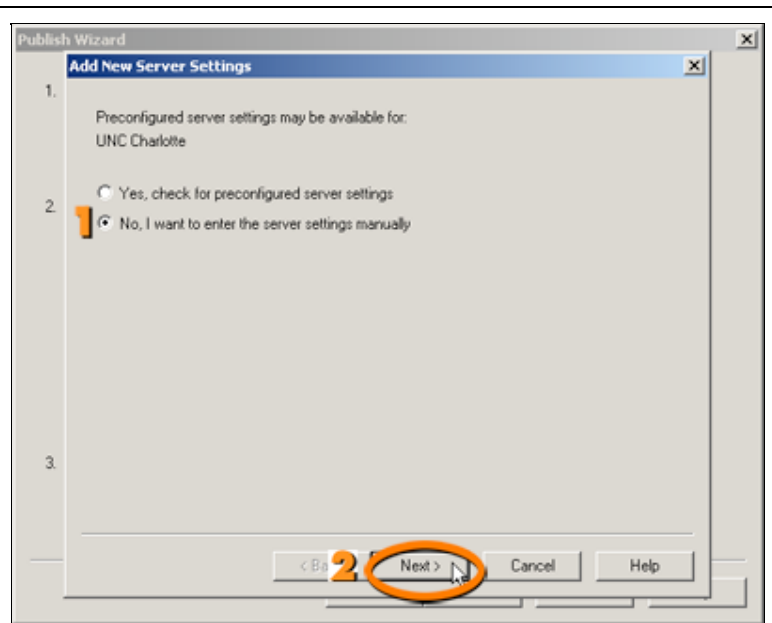 Publish Wizard
Add New Server Settings
1.
Preconfigured server settings may be available for:
UNC Charlotte
Yes, check for preconfigured server settings
2.
1
No, I want to enter the server settings manually
3.
< Ba
2
Next >
Cancel
Help